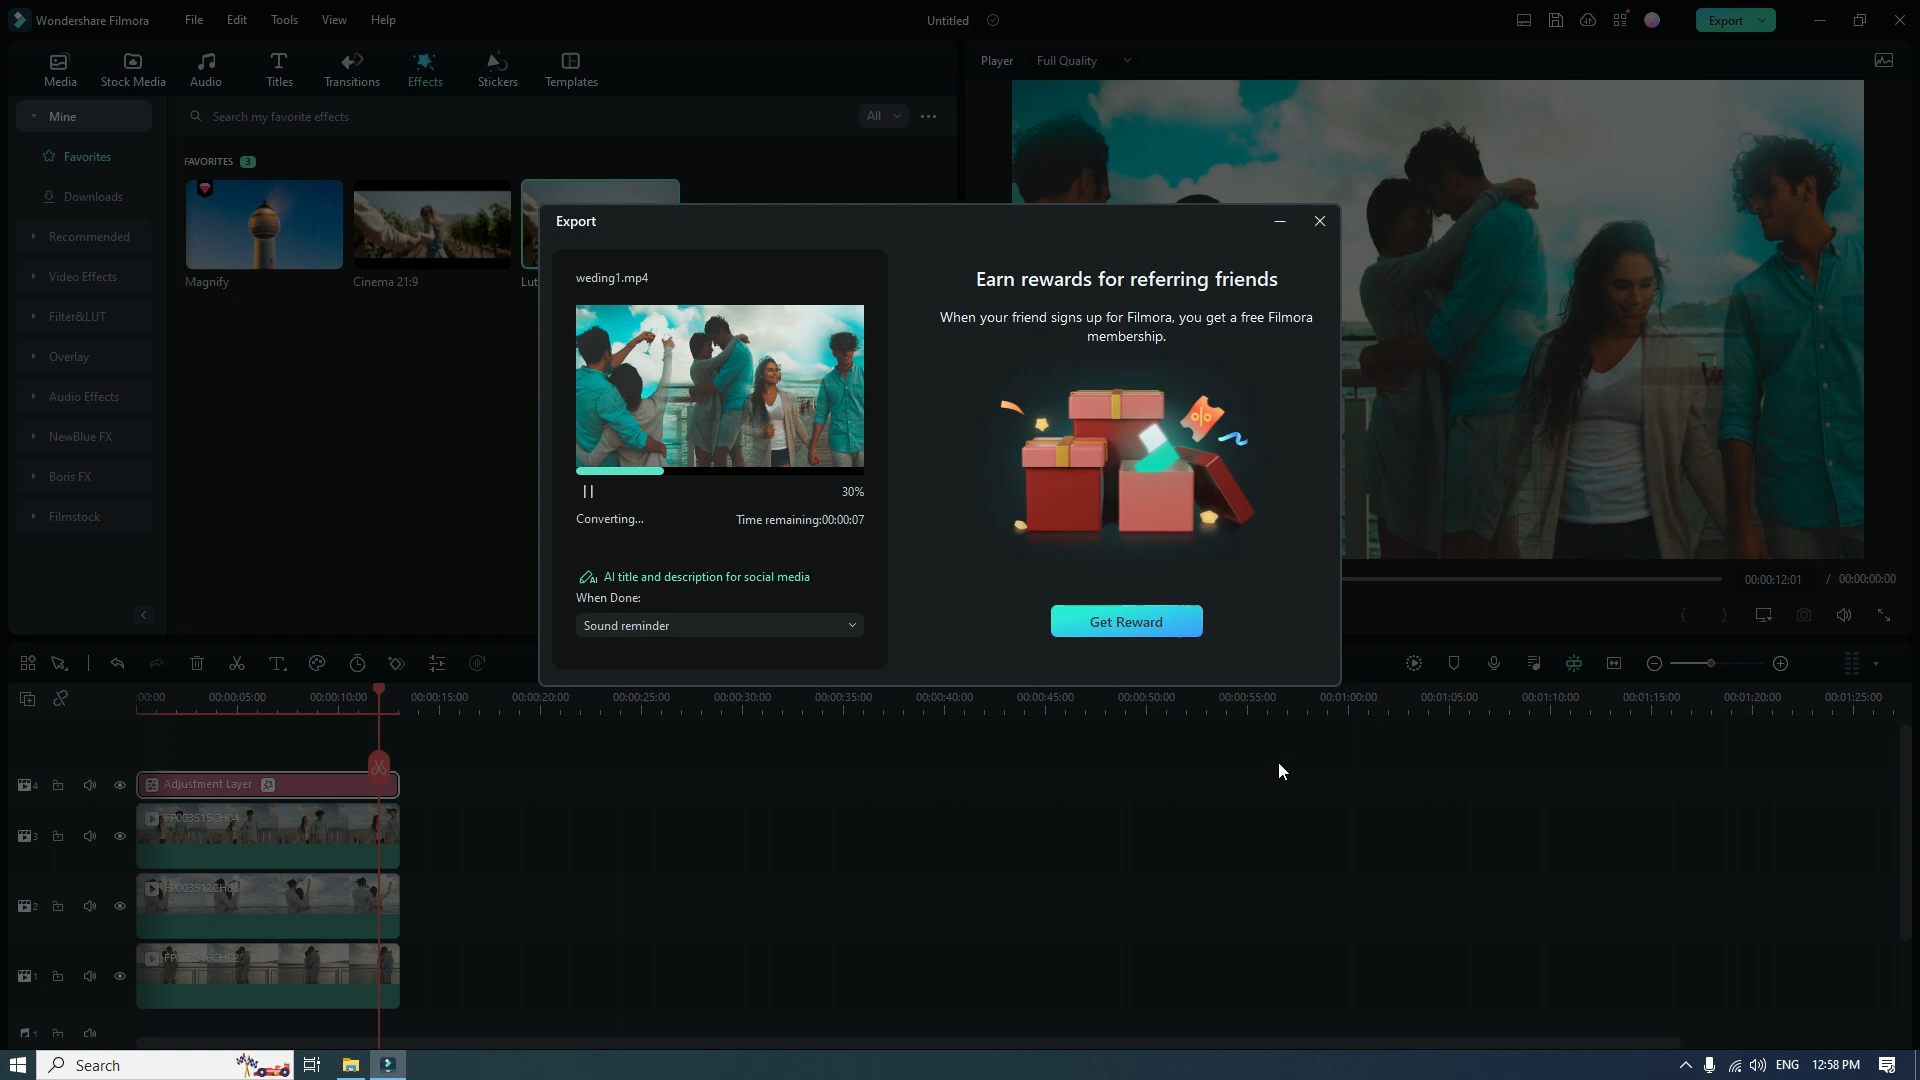 Wondershare Filmora
File
Edit
Tools
View
Help
Untitled
Export
Media
Stock Media
Audio
Titles
Transitions
Effects
Stickers
Templates
Player
Full Quality
Mine
Search my favorite effects
All
Favorites
FAVORITES 3
Downloads
Recommended
Video Effects
Magnify
Cinema 21:9
Lut
Filter&LUT
Overlay
Audio Effects
NewBlue FX
Boris FX
Filmstock
Export
weding1.mp4
30%
Converting...
Time remaining:00:00:07
AI title and description for social media
When Done:
Sound reminder
Earn rewards for referring friends
When your friend signs up for Filmora, you get a free Filmora
membership.
%
Get Reward
00:00:12:01 / 00:00:00:00
:00:00
00:00:05:00
00:00:10:00
00:00:15:00
00:00:20:00
00:00:25:00
00:00:30:00
00:00:35:00
00:00:40:00
00:00:45:00
00:00:50:00
00:00:55:00
00:01:00:00
00:01:05:00
00:01:10:00
00:01:15:00
00:01:20:00
00:01:25:00
4
Adjustment Layer
3
FP003515CH04
2
1
1
Search
ENG
12:58 PM